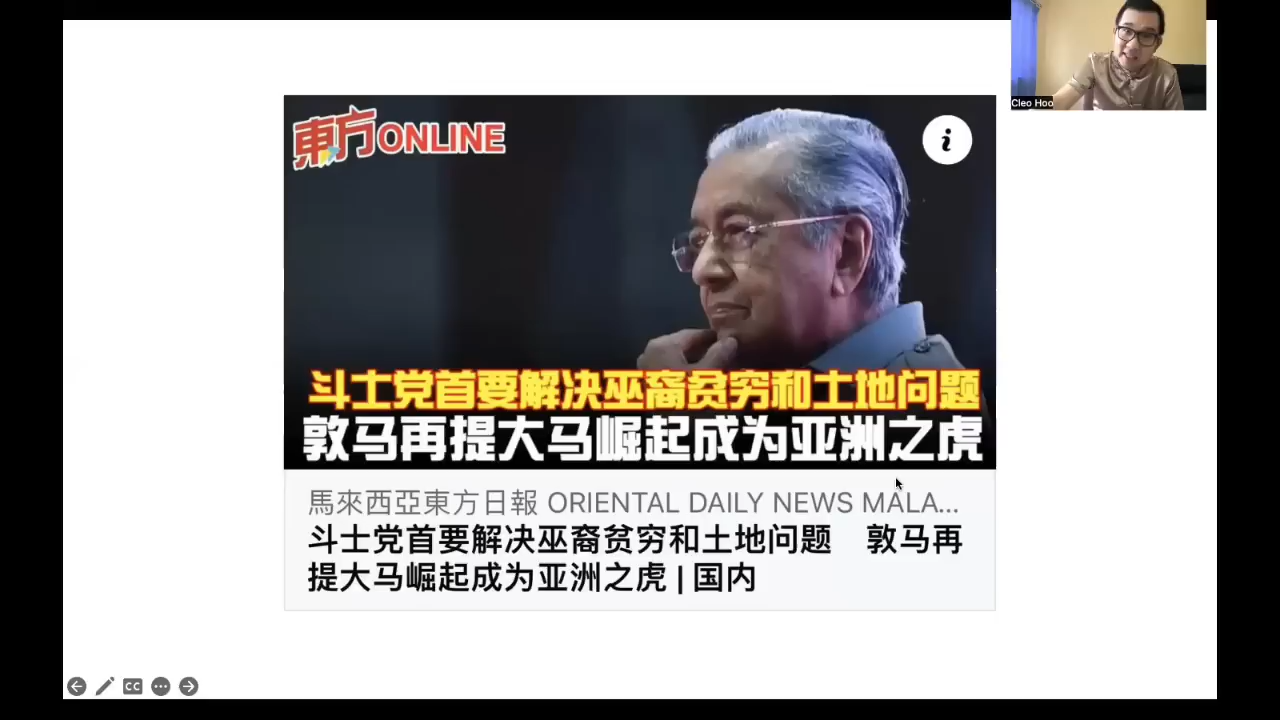 Cleo Hoo
東方ONLINE
i
斗士党首要解决巫裔贫穷和土地问题
敦马再提大马崛起成为亚洲之虎
馬來西亞東方日報 ORIENTAL DAILY NEWS MALA...
斗士党首要解决巫裔贫穷和土地问题　敦马再
提大马崛起成为亚洲之虎 | 国内
CC